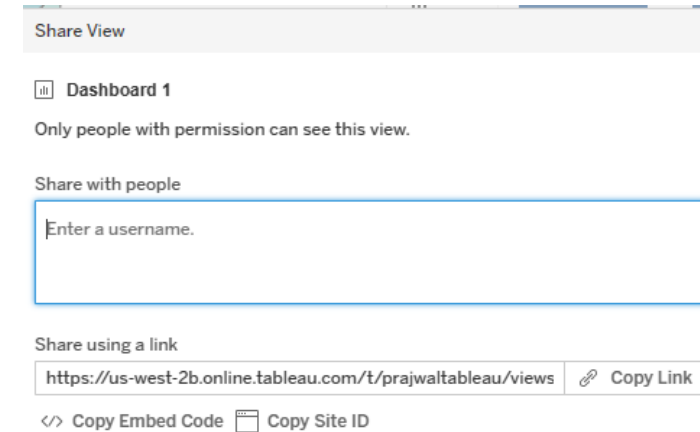 Share View
Dashboard 1
Only people with permission can see this view.
Share with people
Enter a username.
Share using a link
https://us-west-2b.online.tableau.com/t/prajwaltableau/views Copy Link
</> Copy Embed Code Copy Site ID